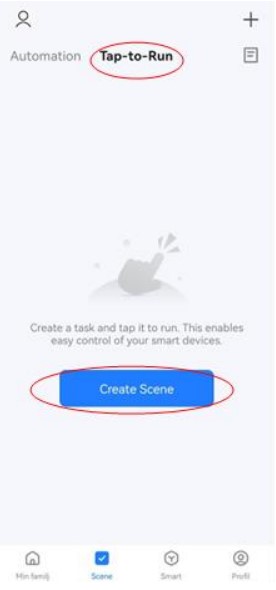 Automation Tap-to-Run
Create a task and tap it to run. This enables
easy control of your smart devices.
Create Scene
Min familj Scene Smart Profil